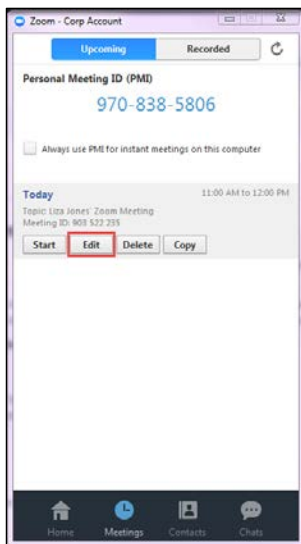 Zoom - Corp Account
Upcoming Recorded
Personal Meeting ID (PMI)
970-838-5806
Always use PMI for instant meetings on this computer
Today 11:00 AM to 12:00 PM
Topic: Liza Jones' Zoom Meeting
Meeting ID: 903 522 235
Start Edit Delete Copy
Home Meetings Contacts Chats